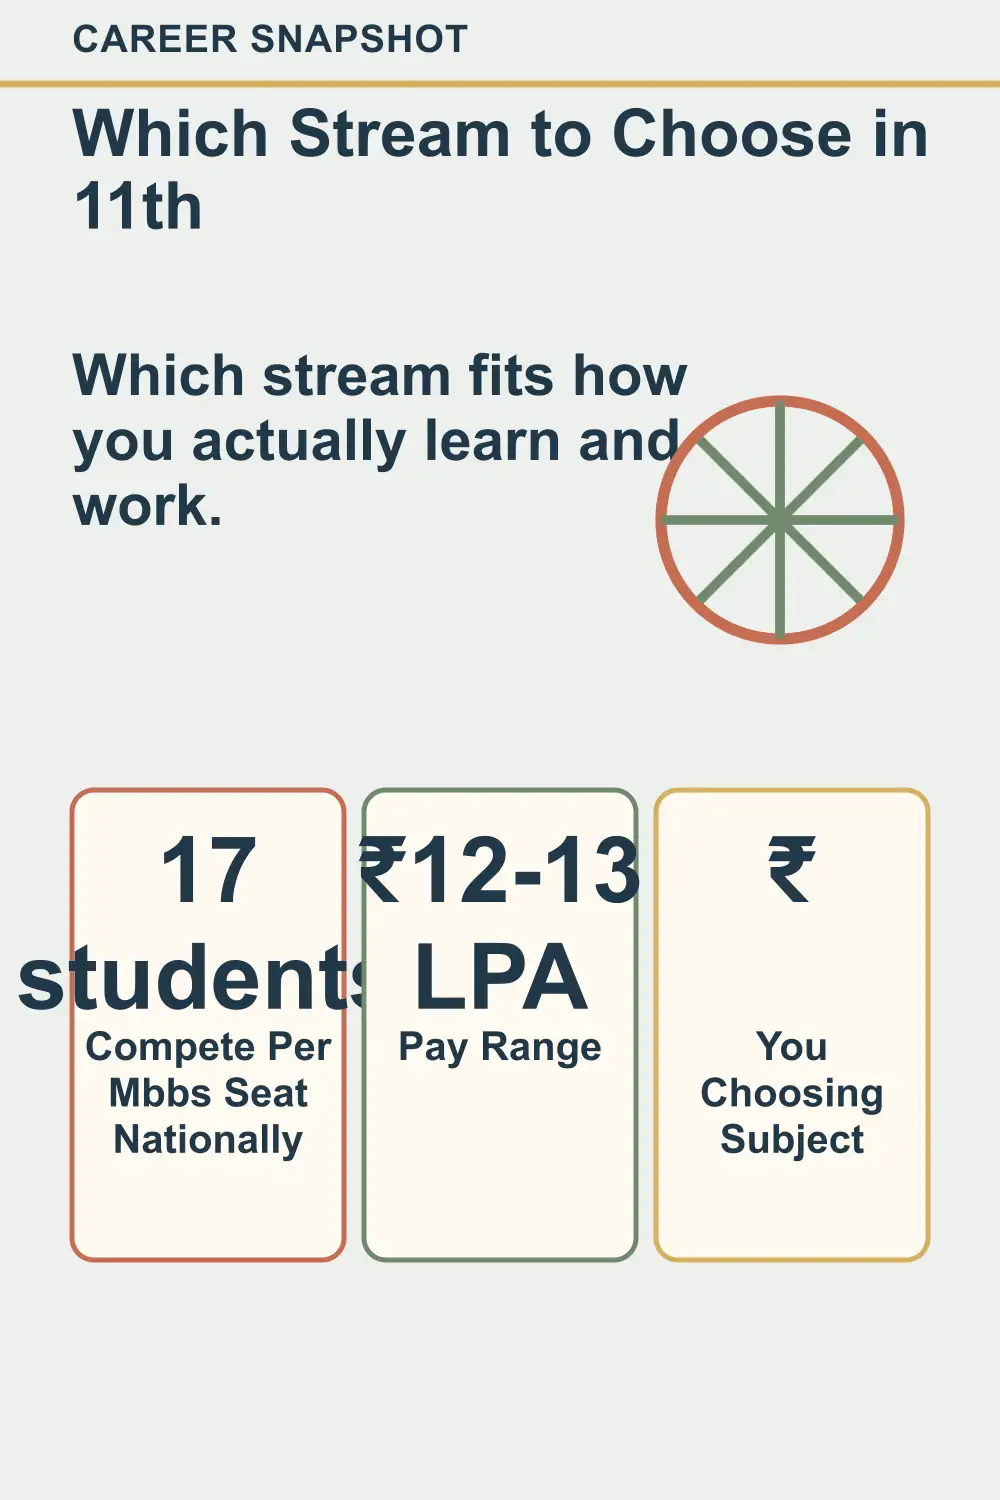 CAREER SNAPSHOT
Which Stream to Choose in
11th
Which stream fits how
you actually learn and
work.
17
students
Compete Per
Mbbs Seat
Nationally
₹12-13
LPA
Pay Range
₹
You
Choosing
Subject